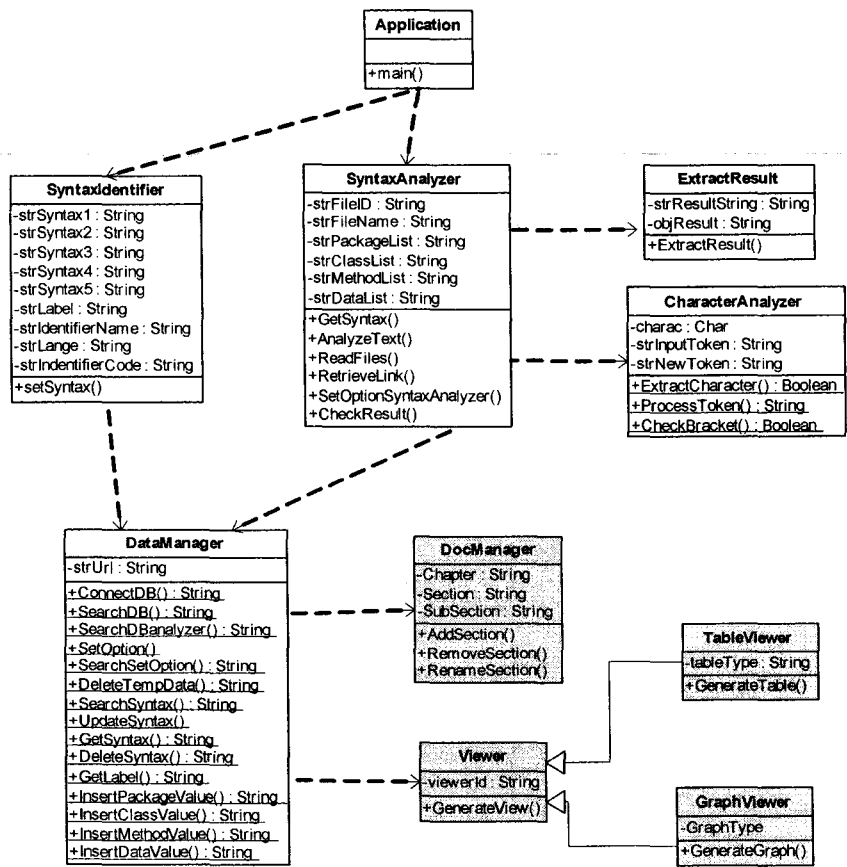 Application
+main()
SyntaxIdentifier
-strSyntax1 : String
-strSyntax2 : String
-strSyntax3 : String
-strSyntax4 : String
-strSyntax5 : String
-strLabel : String
-strIdentifierName : String
-strLange : String
-strIndentifierCode : String
+setSyntax()
SyntaxAnalyzer
-strFileID : String
-strFileName : String
-strPackageList : String
-strClassList : String
-strMethodList : String
-strDataList : String
+GetSyntax()
+AnalyzeText()
+ReadFiles()
+RetrieveLink()
+SetOptionSyntaxAnalyzer()
+CheckResult()
ExtractResult
-strResultString : String
-objResult : String
+ExtractResult()
CharacterAnalyzer
-charac : Char
-strInputToken : String
-strNewToken : String
+ExtractCharacter() : Boolean
+ProcessToken() : String
+CheckBracket() : Boolean
DataManager
-strUrl : String
+ConnectDB() : String
+SearchDB() : String
+SearchDBanalyzer() : String
+SetOption()
+SearchSetOption() : String
+DeleteTempData() : String
+SearchSyntax() : String
+UpdateSyntax()
+GetSyntax() : String
+DeleteSyntax() : String
+GetLabel() : String
+InsertPackageValue() : String
+InsertClassValue() : String
+InsertMethodValue() : String
+InsertDataValue() : String
DocManager
-Chapter : String
-Section : String
-SubSection : String
+AddSection()
+RemoveSection()
+RenameSection()
Viewer
-viewerId : String
+GenerateView()
TableViewer
-tableType : String
+GenerateTable()
GraphViewer
-GraphType
+GenerateGraph()